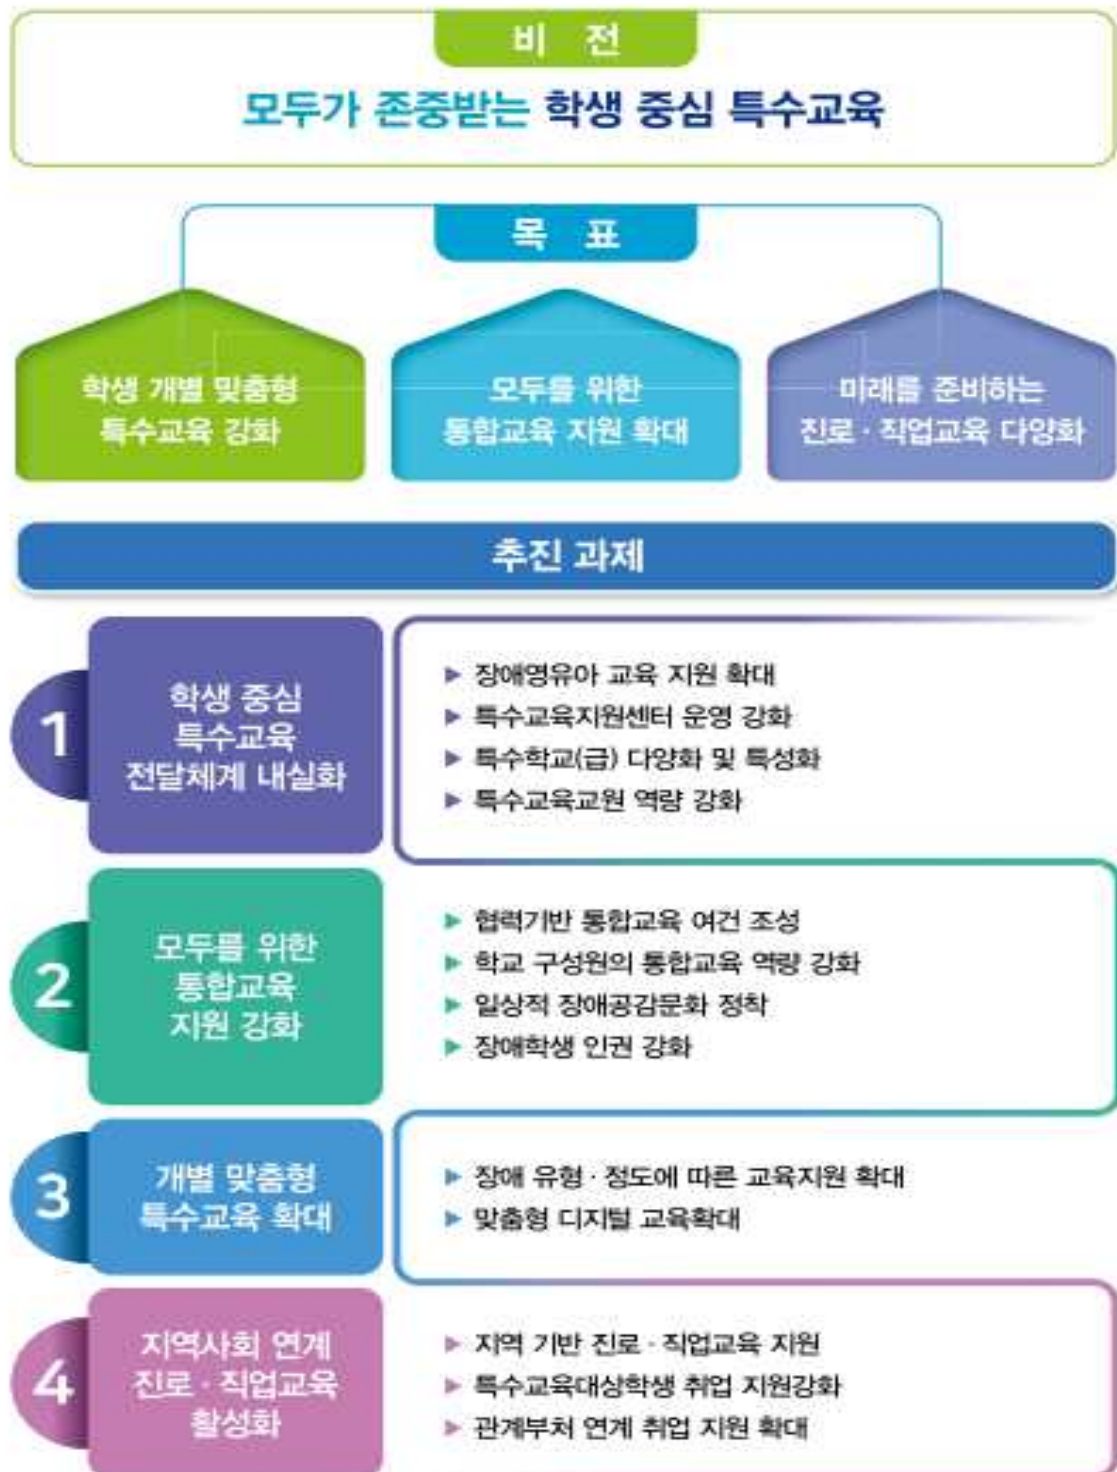 비 전
모두가 존중받는 학생 중심 특수교육
목 표
학생 개별 맞춤형
특수교육 강화
모두를 위한
통합교육 지원 확대
미래를 준비하는
진로 · 직업교육 다양화
추진 과제
1
학생 중심
특수교육
전달체계 내실화
▶ 장애영유아 교육 지원 확대
▶ 특수교육지원센터 운영 강화
▶ 특수학교(급) 다양화 및 특성화
▶ 특수교육교원 역량 강화
2
모두를 위한
통합교육
지원 강화
▶ 협력기반 통합교육 여건 조성
▶ 학교 구성원의 통합교육 역량 강화
▶ 일상적 장애공감문화 정착
▶ 장애학생 인권 강화
3
개별 맞춤형
특수교육 확대
▶ 장애 유형 · 정도에 따른 교육지원 확대
▶ 맞춤형 디지털 교육확대
4
지역사회 연계
진로 · 직업교육
활성화
▶ 지역 기반 진로 · 직업교육 지원
▶ 특수교육대상학생 취업 지원강화
▶ 관계부처 연계 취업 지원 확대